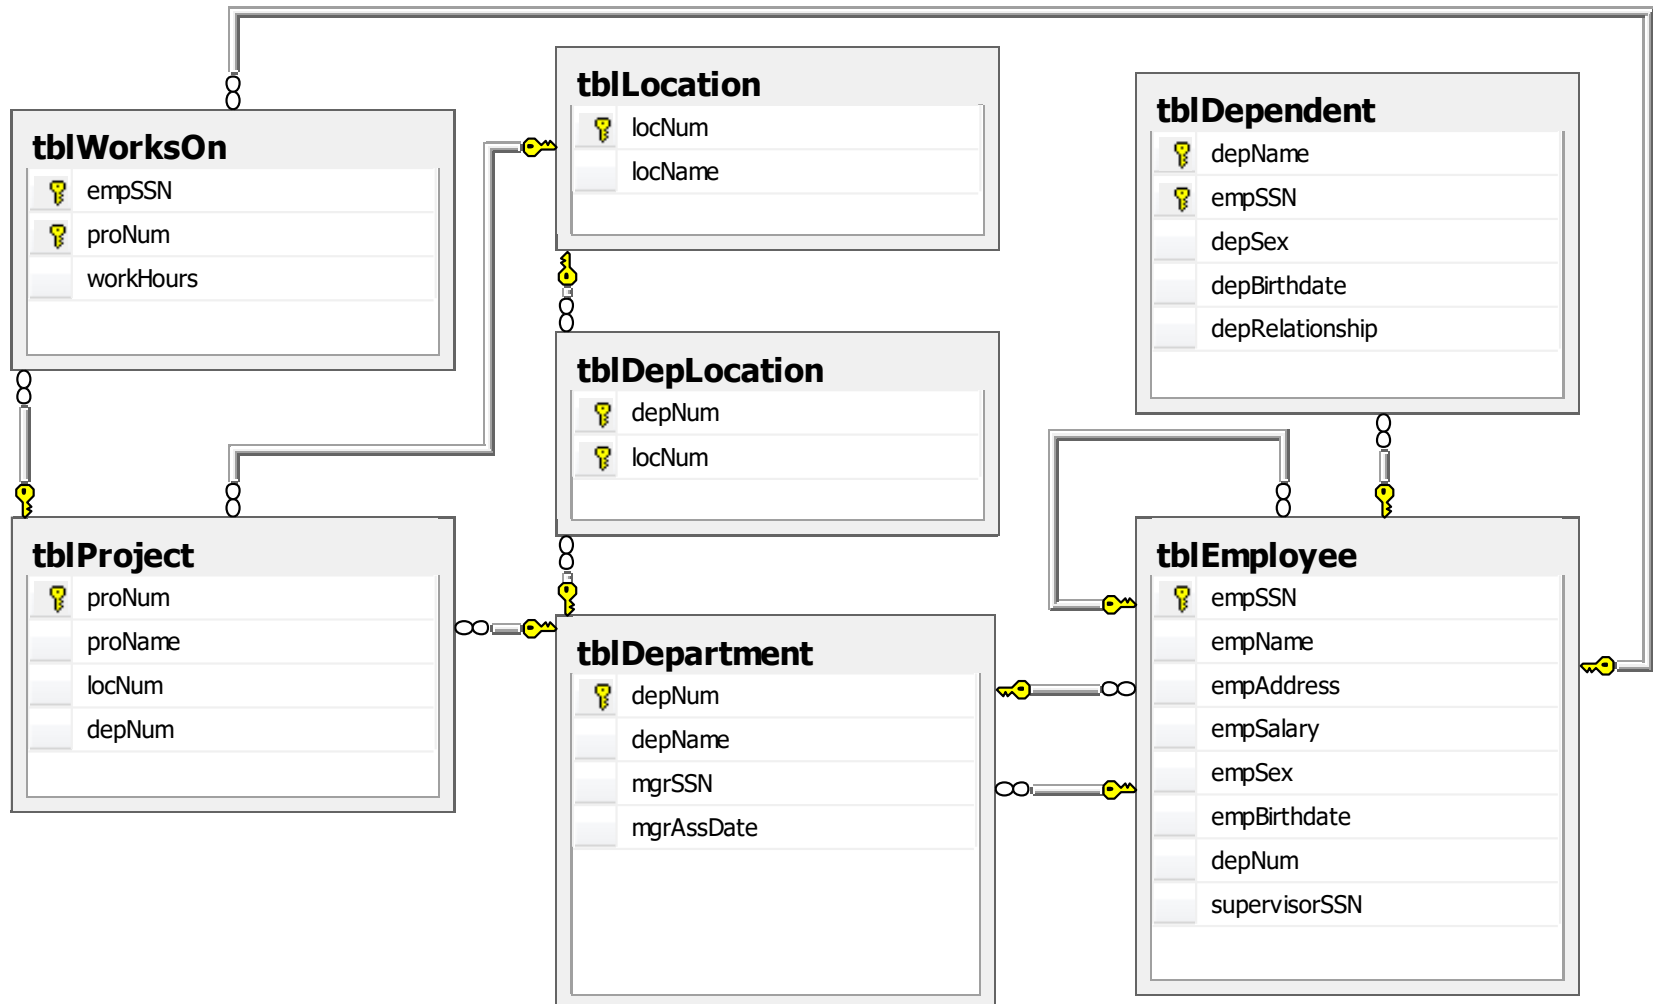 tblWorksOn
empSSN
proNum
workHours
tblLocation
locNum
locName
tblDependent
depName
empSSN
depSex
depBirthdate
depRelationship
tblDepLocation
depNum
locNum
tblProject
proNum
proName
locNum
depNum
tblDepartment
depNum
depName
mgrSSN
mgrAssDate
tblEmployee
empSSN
empName
empAddress
empSalary
empSex
empBirthdate
depNum
supervisorSSN